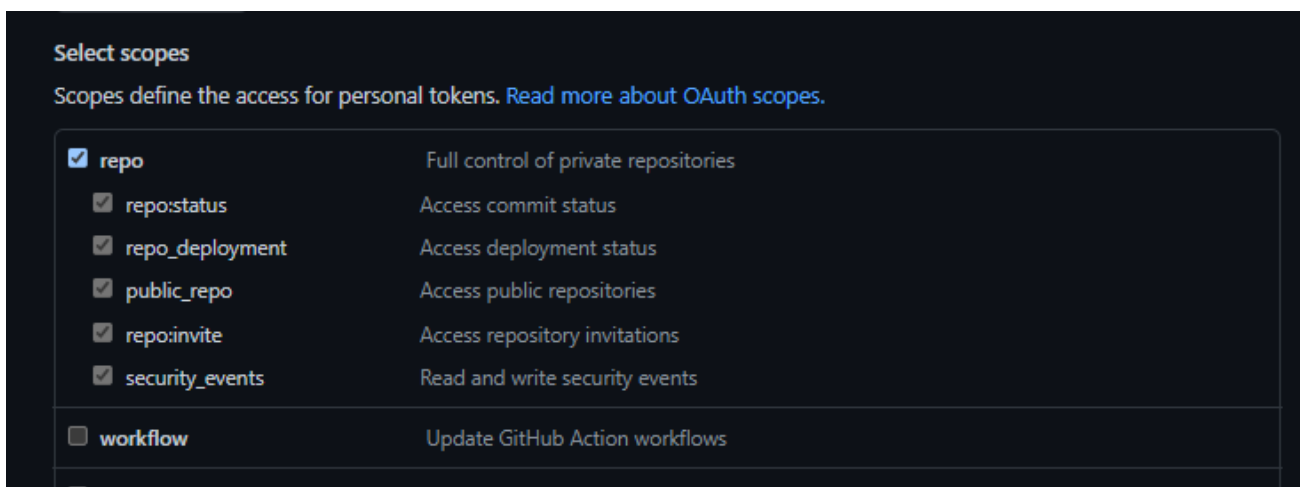 Select scopes
Scopes define the access for personal tokens. Read more about OAuth scopes.
repo Full control of private repositories
repo:status Access commit status
repo_deployment Access deployment status
public_repo Access public repositories
repo:invite Access repository invitations
security_events Read and write security events
workflow Update GitHub Action workflows